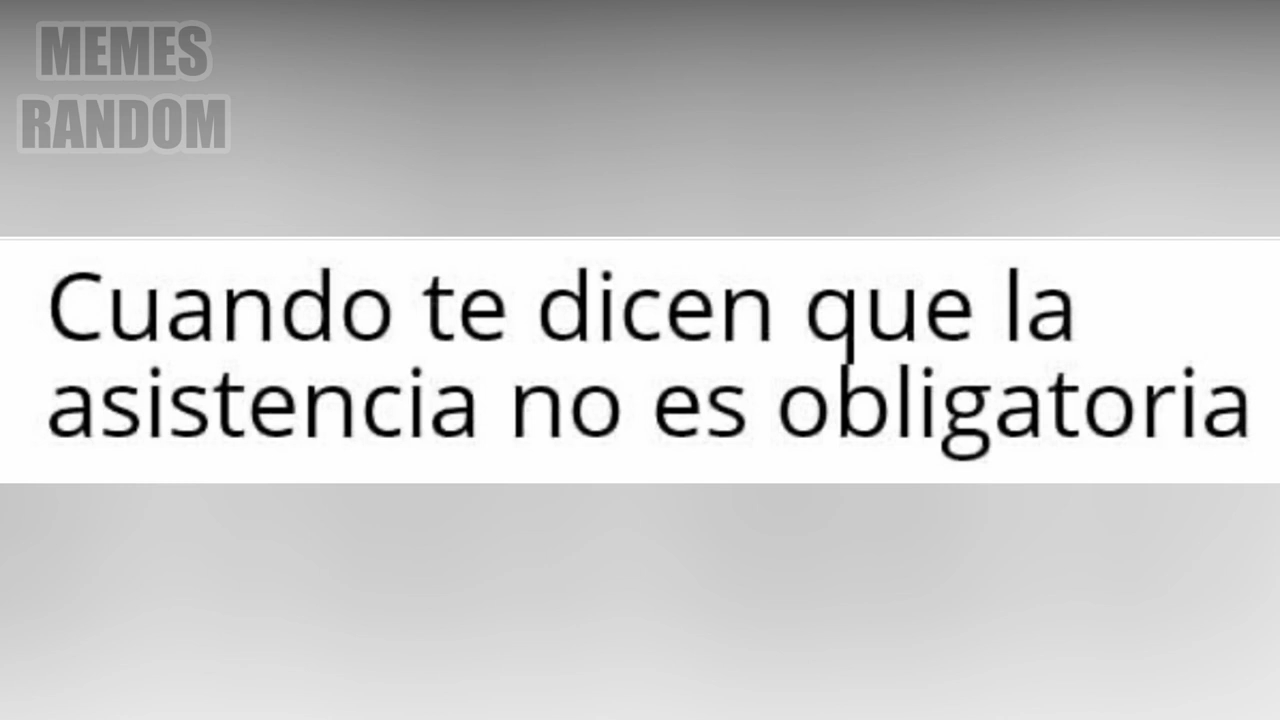 MEMES
RANDOM
Cuando te dicen que la
asistencia no es obligatoria